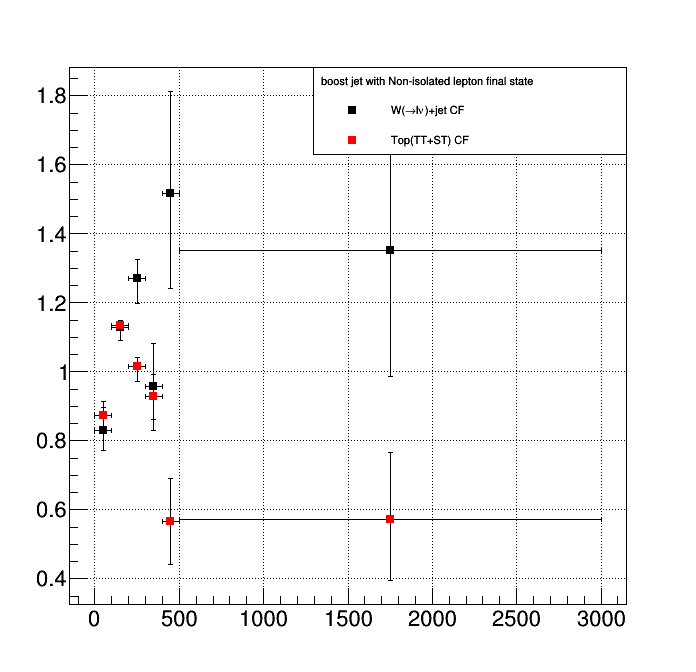 boost jet with Non-isolated lepton final state
W(→lν)+jet CF
Top(TT+ST) CF
1.8
1.6
1.4
1.2
1
0.8
0.6
0.4
0 500 1000 1500 2000 2500 3000